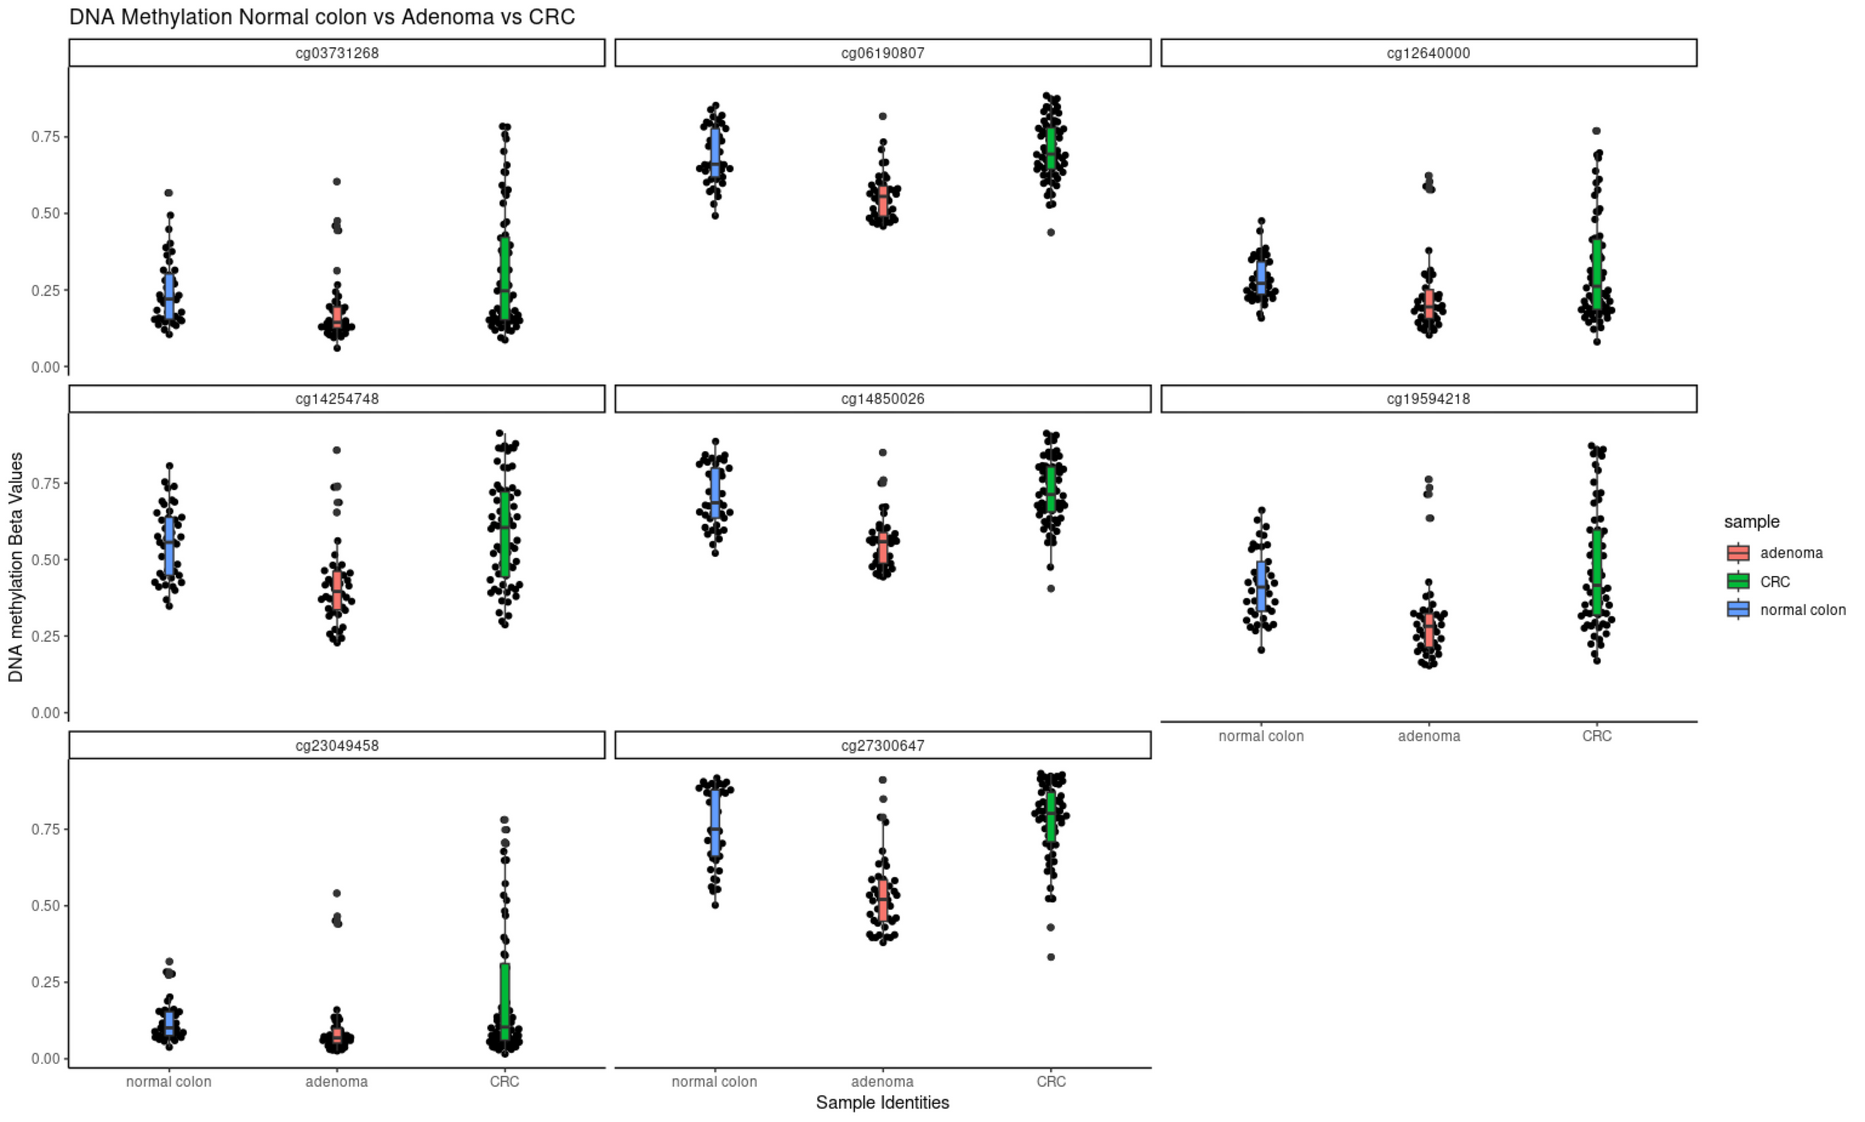 DNA Methylation Normal colon vs Adenoma vs CRC
cg03731268
cg06190807
cg12640000
0.75
0.50
0.25
0.00
cg14254748
cg14850026
cg19594218
0.75
0.50
0.25
0.00
normal colon
adenoma
CRC
cg23049458
cg27300647
0.75
0.50
0.25
0.00
normal colon
adenoma
CRC
normal colon
adenoma
CRC
Sample Identities
DNA methylation Beta Values
sample
adenoma
CRC
normal colon